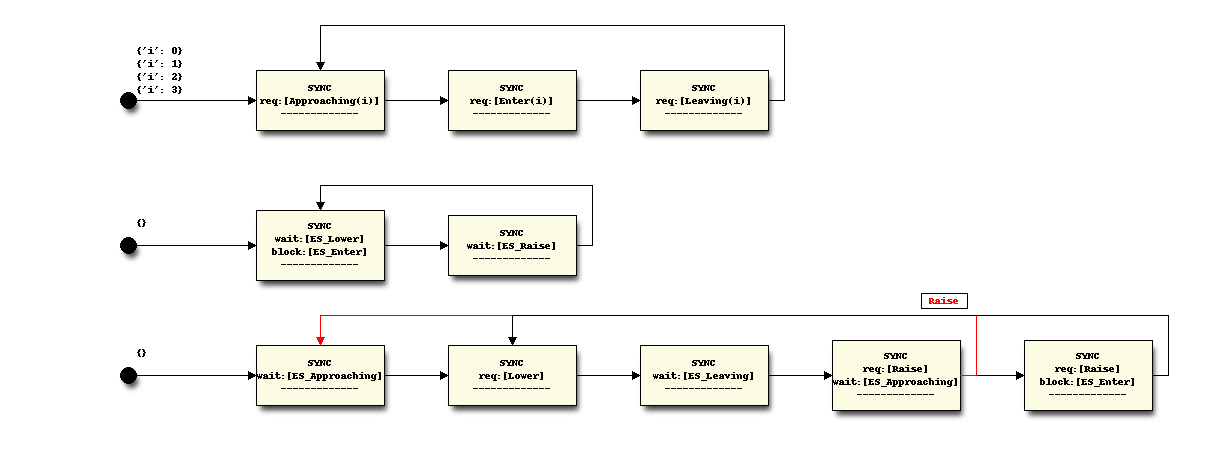 {'i': 0}
{'i': 1}
{'i': 2}
{'i': 3}
SYNC
req:[Approaching(i)]
-------------
SYNC
req:[Enter(i)]
-------------
SYNC
req:[Leaving(i)]
-------------
{}
SYNC
wait:[ES_Lower]
block:[ES_Enter]
-------------
SYNC
wait:[ES_Raise]
-------------
Raise
{}
SYNC
wait:[ES_Approaching]
-------------
SYNC
req:[Lower]
-------------
SYNC
wait:[ES_Leaving]
-------------
SYNC
req:[Raise]
wait:[ES_Approaching]
-------------
SYNC
req:[Raise]
block:[ES_Enter]
-------------